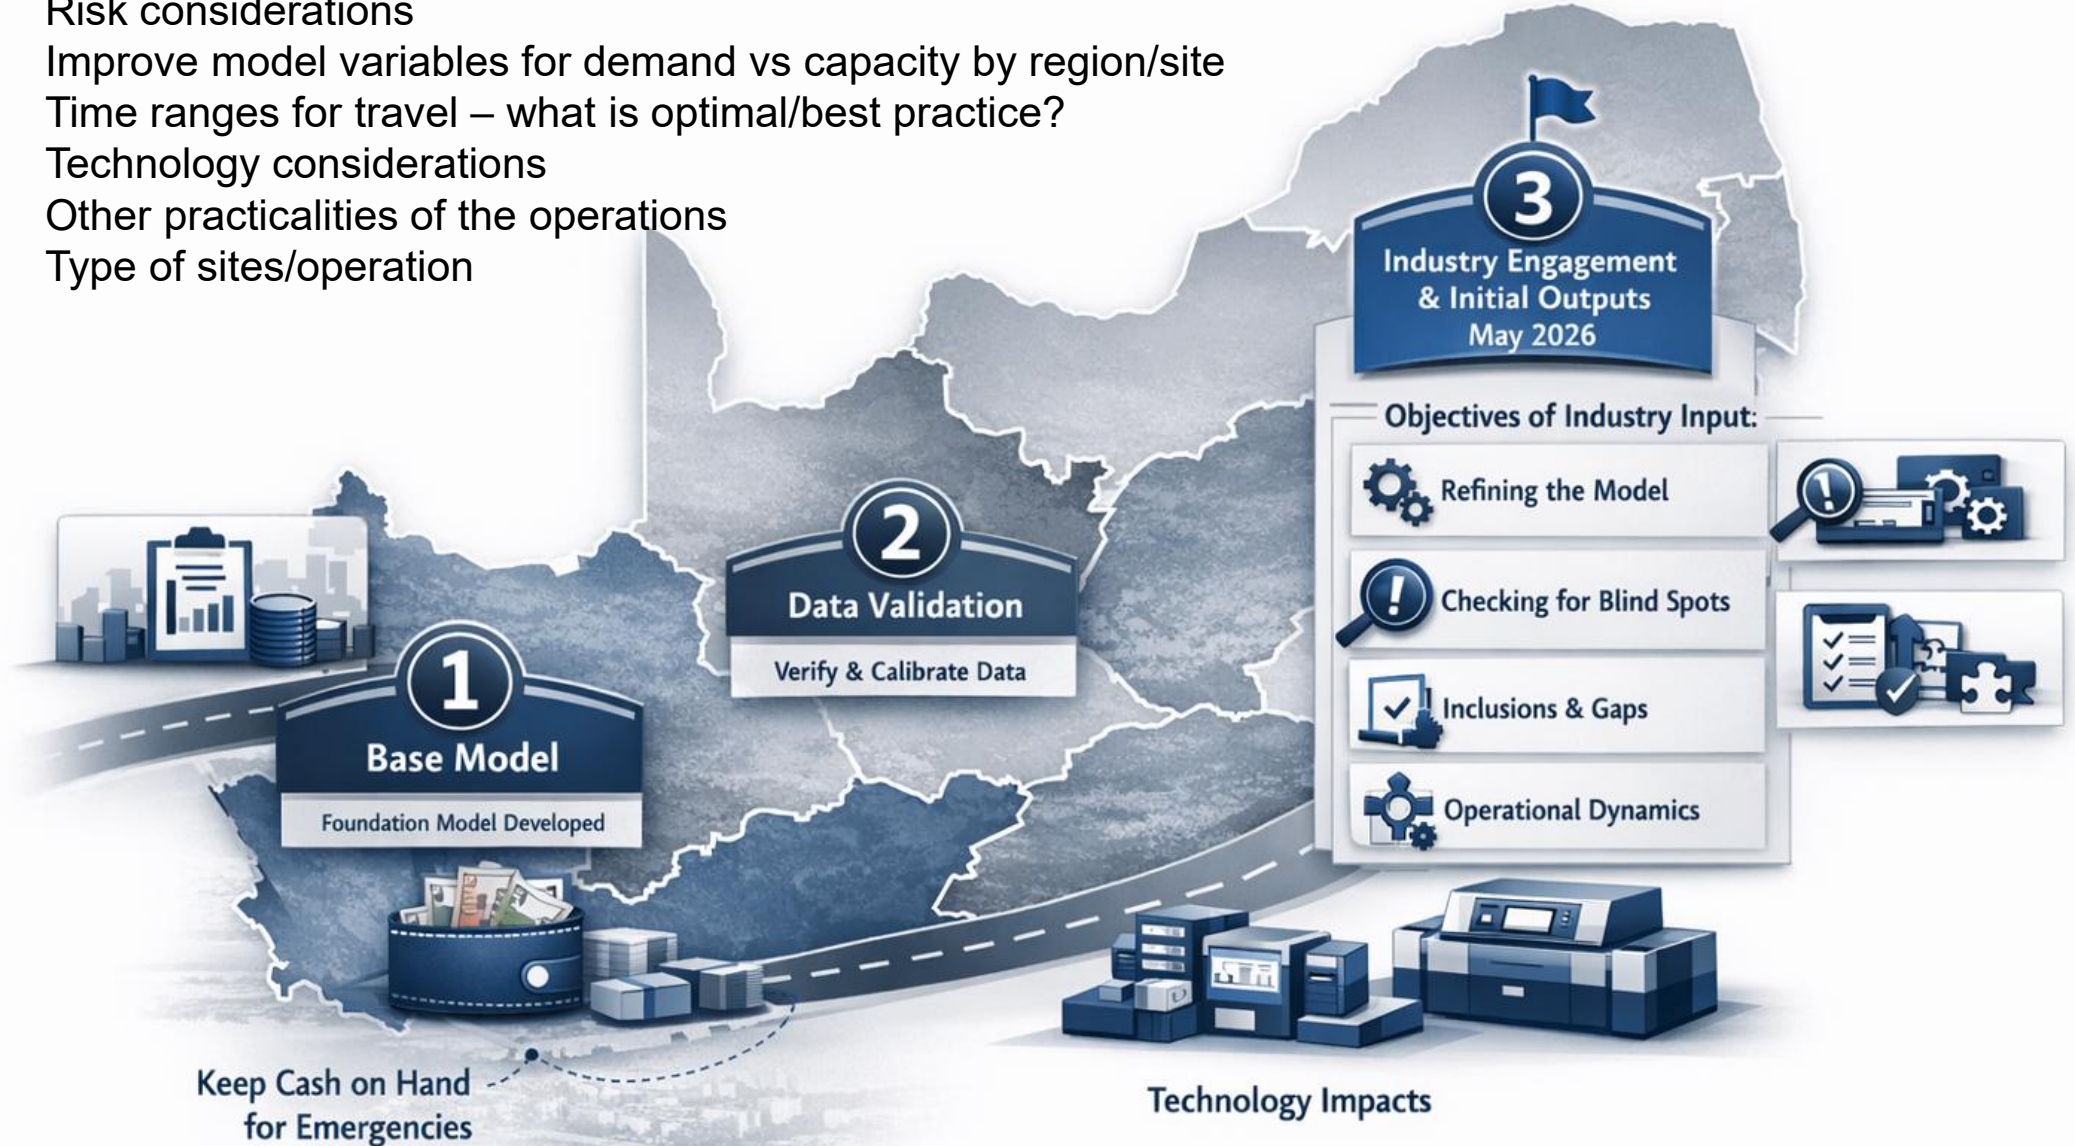 Risk considerations
Improve model variables for demand vs capacity by region/site
Time ranges for travel – what is optimal/best practice?
Technology considerations
Other practicalities of the operations
Type of sites/operation
3
Industry Engagement
& Initial Outputs
May 2026
Objectives of Industry Input:
Refining the Model
Checking for Blind Spots
Inclusions & Gaps
Operational Dynamics
2
Data Validation
Verify & Calibrate Data
1
Base Model
Foundation Model Developed
Keep Cash on Hand
for Emergencies
Technology Impacts